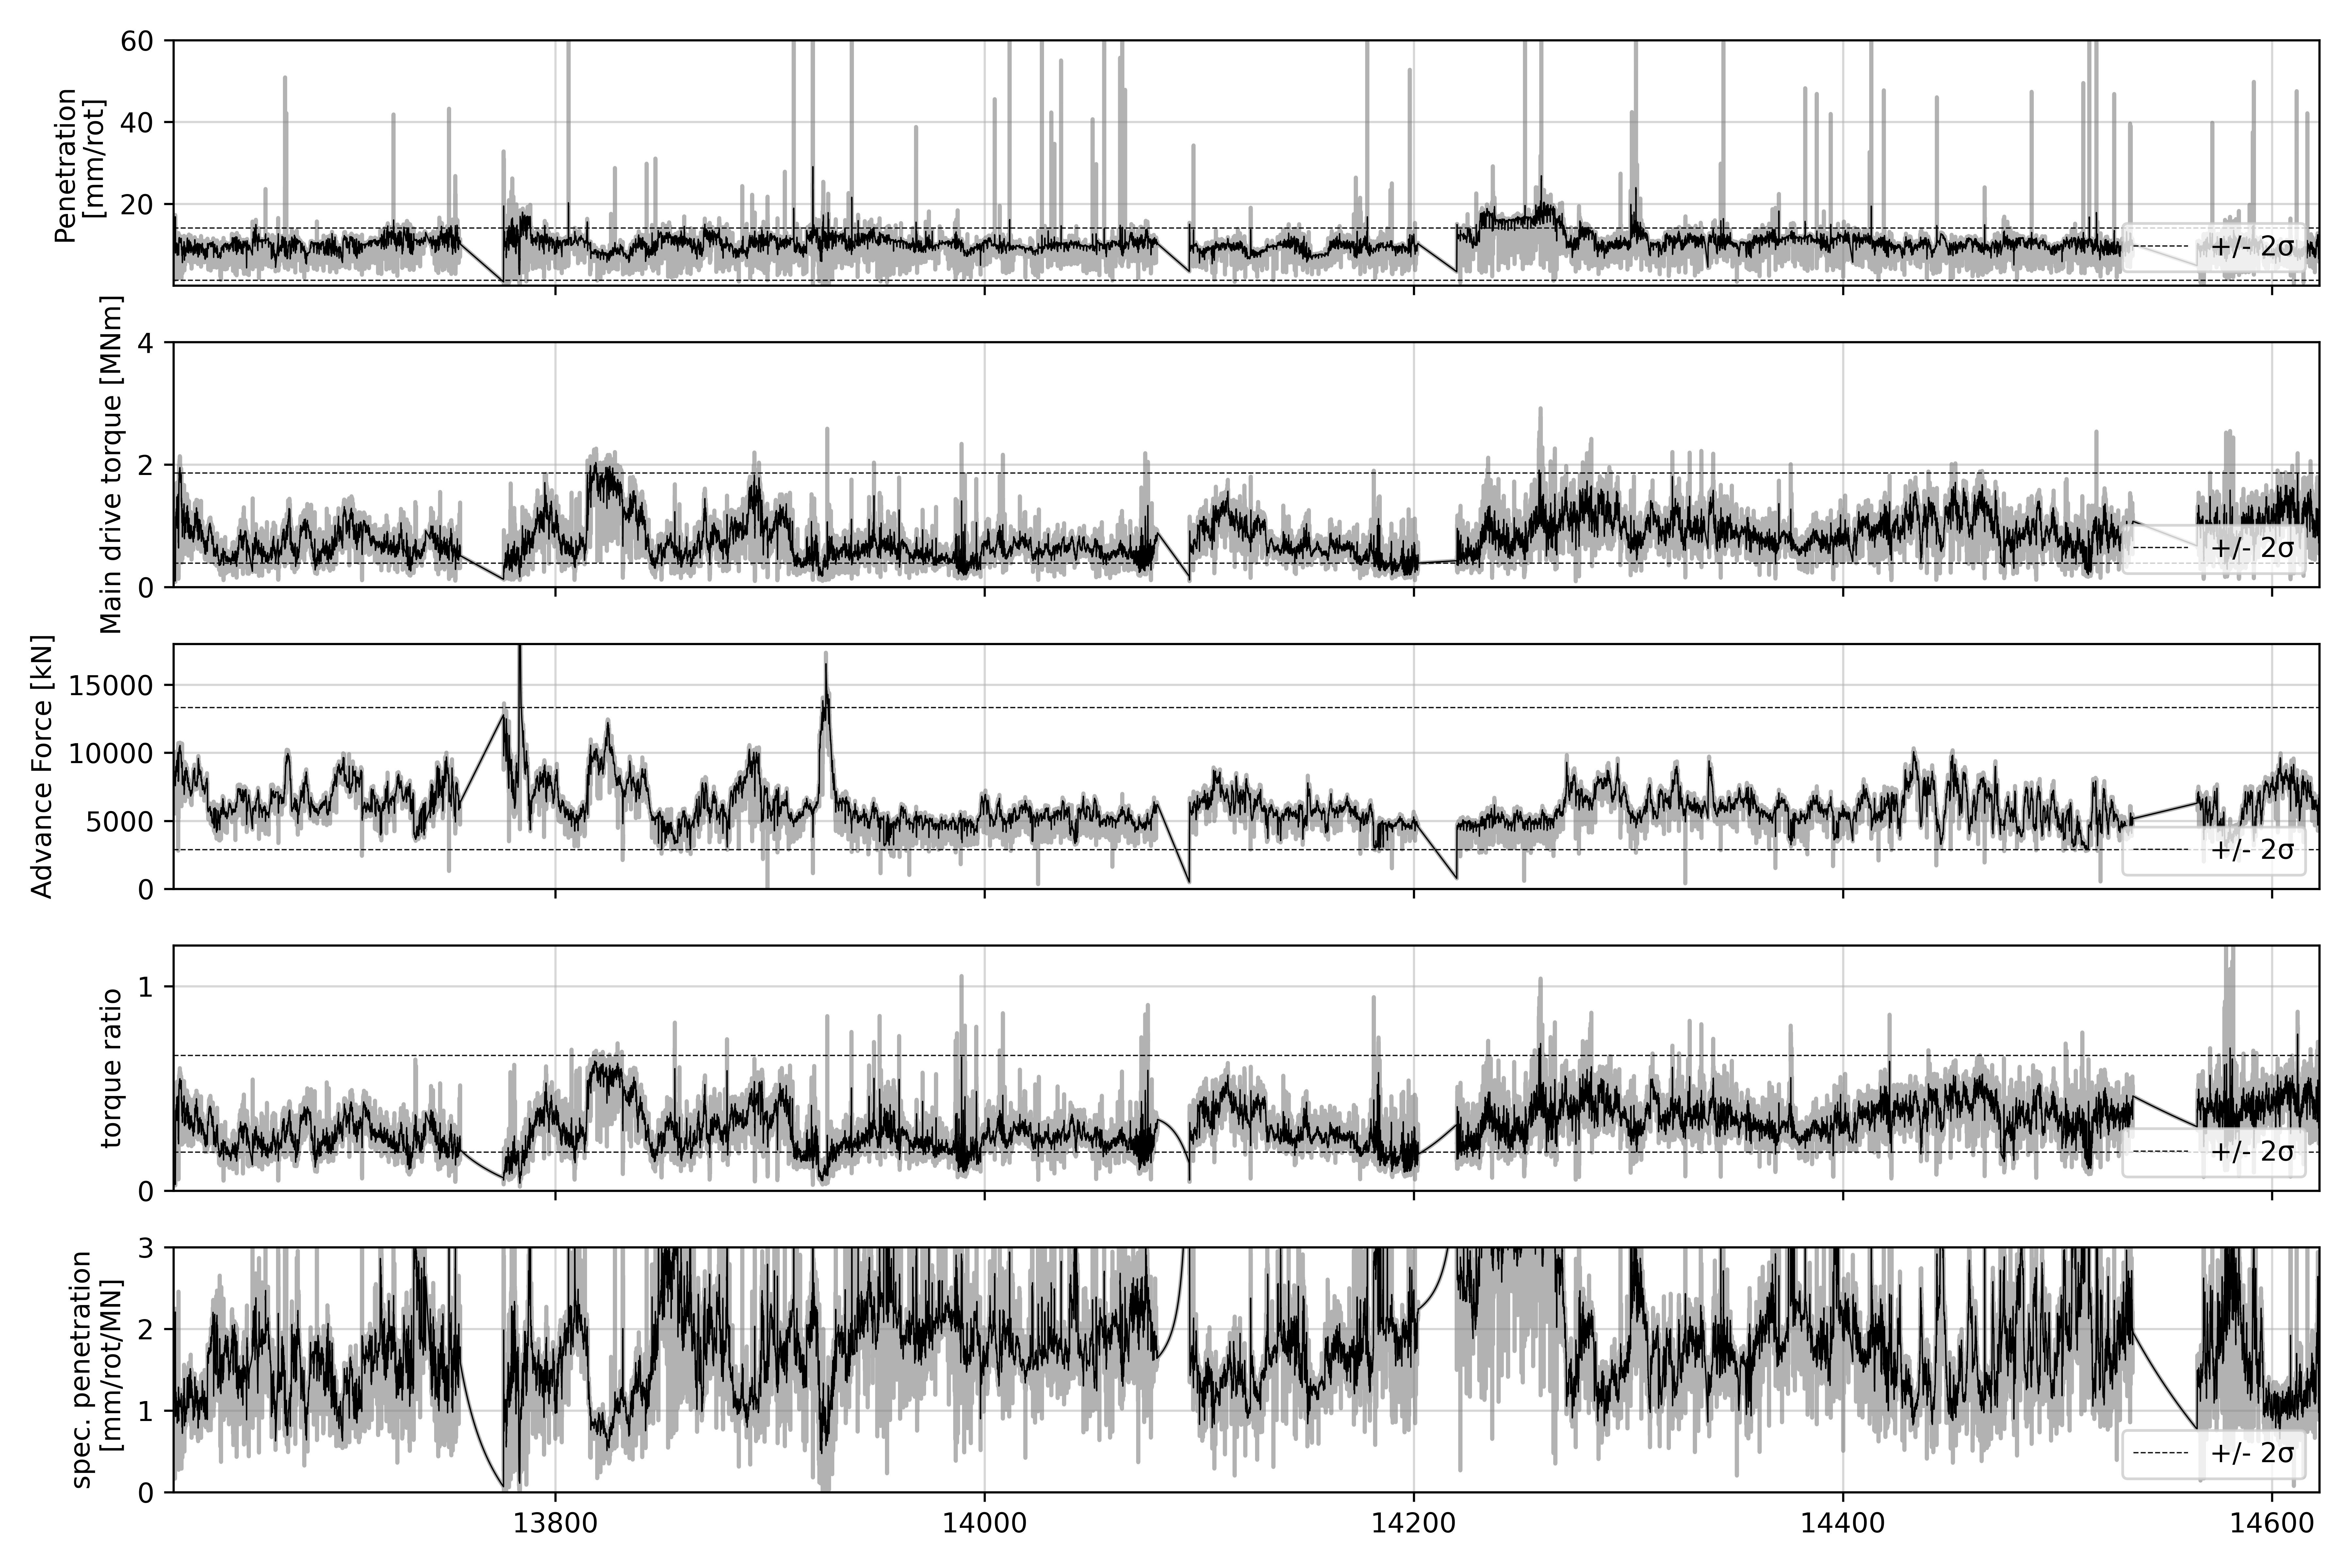 Penetration
[mm/rot]
60
40
20
+/- 2σ
Main drive torque [MNm]
4
2
0
+/- 2σ
Advance Force [kN]
15000
10000
5000
0
+/- 2σ
torque ratio
1
0
+/- 2σ
spec. penetration
[mm/rot/MN]
3
2
1
0
+/- 2σ
13800 14000 14200 14400 14600